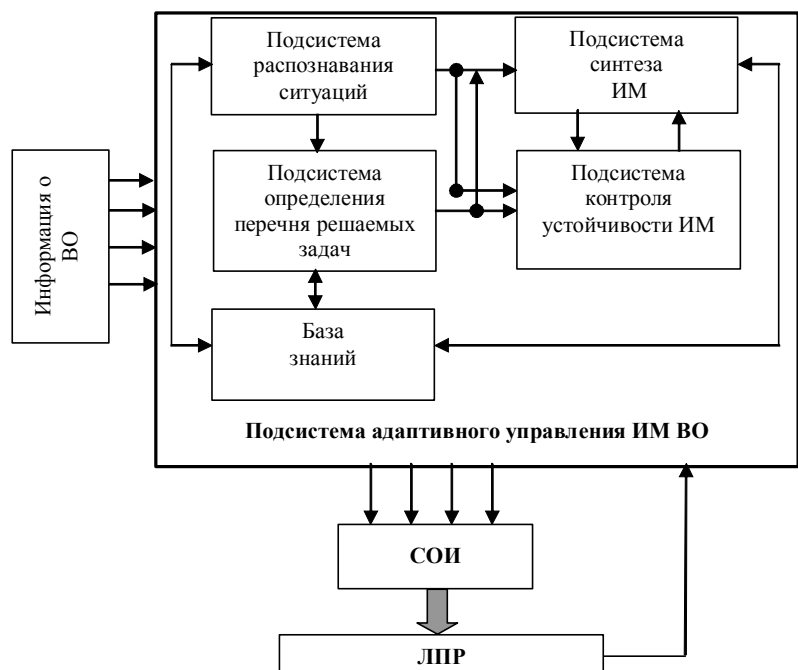 Подсистема
распознавания
ситуаций
Подсистема
синтеза
ИМ
Информация о
ВО
Подсистема
определения
перечня решаемых
задач
Подсистема
контроля
устойчивости ИМ
База
знаний
Подсистема адаптивного управления ИМ ВО
СОИ
ЛПР